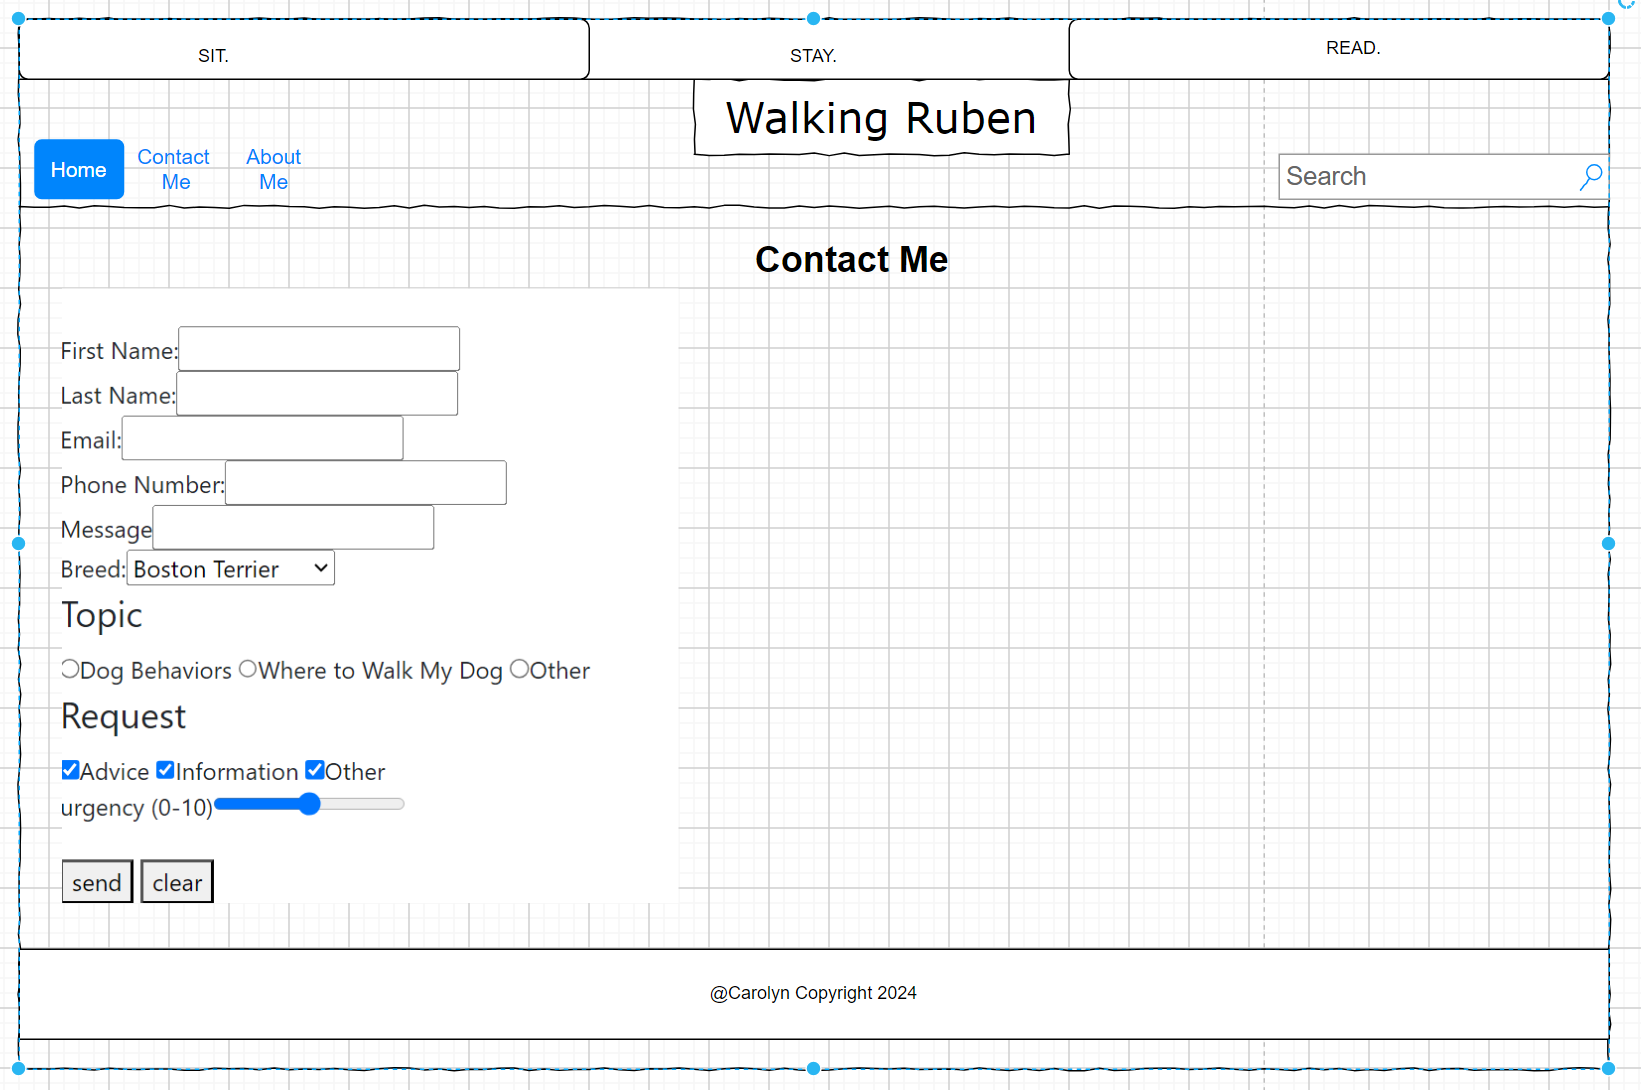 SIT.
STAY.
READ.
Walking Ruben
Home
Contact
Me
About
Me
Search
Contact Me
First Name:
Last Name:
Email:
Phone Number:
Message
Breed: Boston Terrier
Topic
Dog Behaviors Where to Walk My Dog Other
Request
Advice Information Other
urgency (0-10)
send clear
@Carolyn Copyright 2024